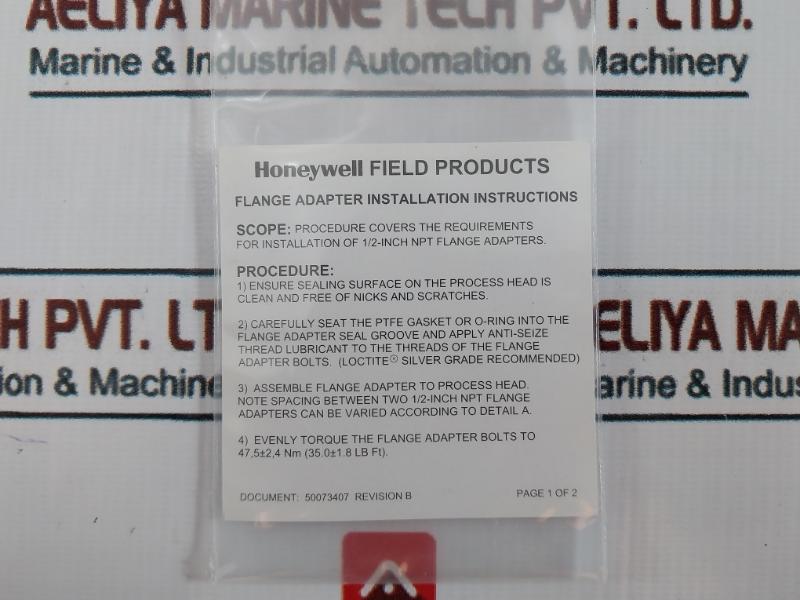 AELIYA MARINE TECH PVT. LTD.
Marine & Industrial Automation & Machinery
Honeywell FIELD PRODUCTS
FLANGE ADAPTER INSTALLATION INSTRUCTIONS
SCOPE: PROCEDURE COVERS THE REQUIREMENTS
FOR INSTALLATION OF 1/2-INCH NPT FLANGE ADAPTERS.
PROCEDURE:
1) ENSURE SEALING SURFACE ON THE PROCESS HEAD IS
CLEAN AND FREE OF NICKS AND SCRATCHES.
2) CAREFULLY SEAT THE PTFE GASKET OR O-RING INTO THE
FLANGE ADAPTER SEAL GROOVE AND APPLY ANTI-SEIZE
THREAD LUBRICANT TO THE THREADS OF THE FLANGE
ADAPTER BOLTS. (LOCTITE® SILVER GRADE RECOMMENDED)
3) ASSEMBLE FLANGE ADAPTER TO PROCESS HEAD.
NOTE SPACING BETWEEN TWO 1/2-INCH NPT FLANGE
ADAPTERS CAN BE VARIED ACCORDING TO DETAIL A.
4) EVENLY TORQUE THE FLANGE ADAPTER BOLTS TO
47,5±2,4 Nm (35.0±1.8 LB Ft).
DOCUMENT: 50073407 REVISION B PAGE 1 OF 2
H PVT. LT
ion & Machine
ELIYA MA
arine & Indus